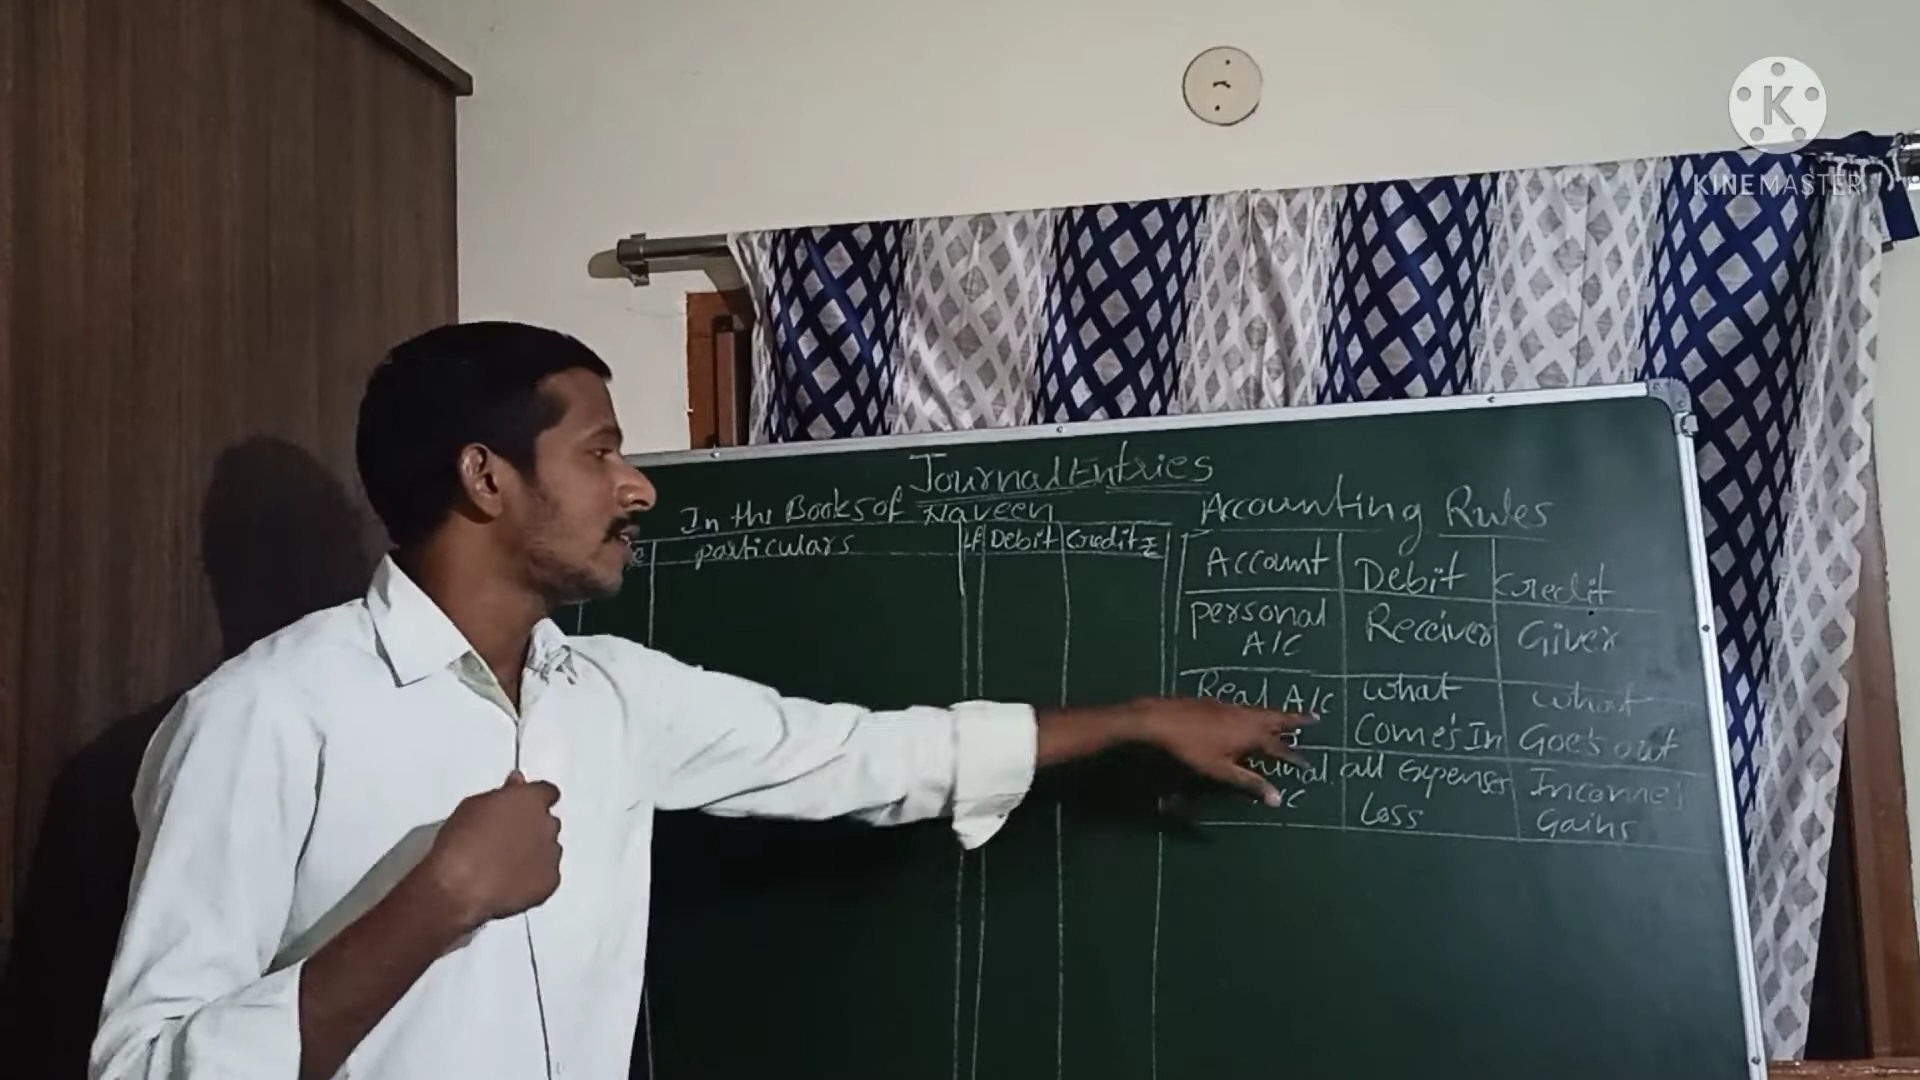 Journal Entries
In the Books of Naveen
particulars LF Debit Credit ₹
Accounting Rules
Account Debit Credit
personal A/C Receiver Giver
Real A/C what Come's In what Goe's out
all Expenses Loss Income's Gains
K
KINEMASTER